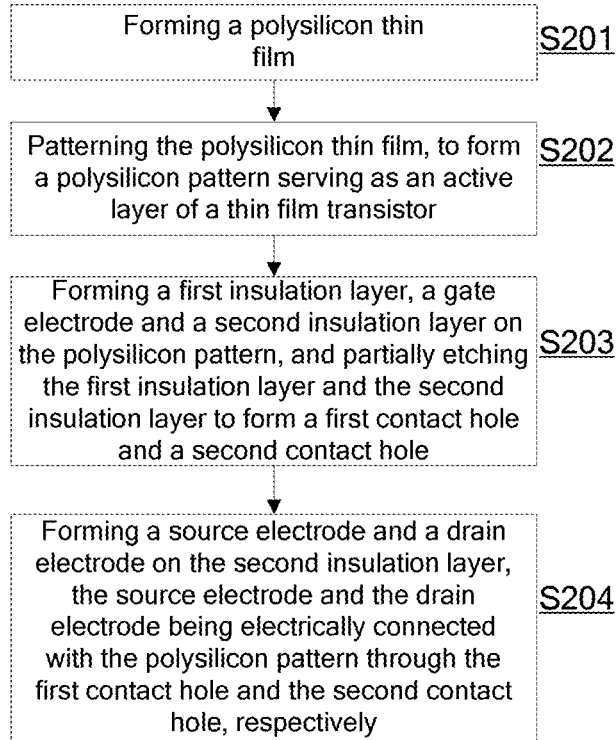 Forming a polysilicon thin
film
S201
Patterning the polysilicon thin film, to form
a polysilicon pattern serving as an active
layer of a thin film transistor
S202
Forming a first insulation layer, a gate
electrode and a second insulation layer on
the polysilicon pattern, and partially etching
the first insulation layer and the second
insulation layer to form a first contact hole
and a second contact hole
S203
Forming a source electrode and a drain
electrode on the second insulation layer,
the source electrode and the drain
electrode being electrically connected
with the polysilicon pattern through the
first contact hole and the second contact
hole, respectively
S204